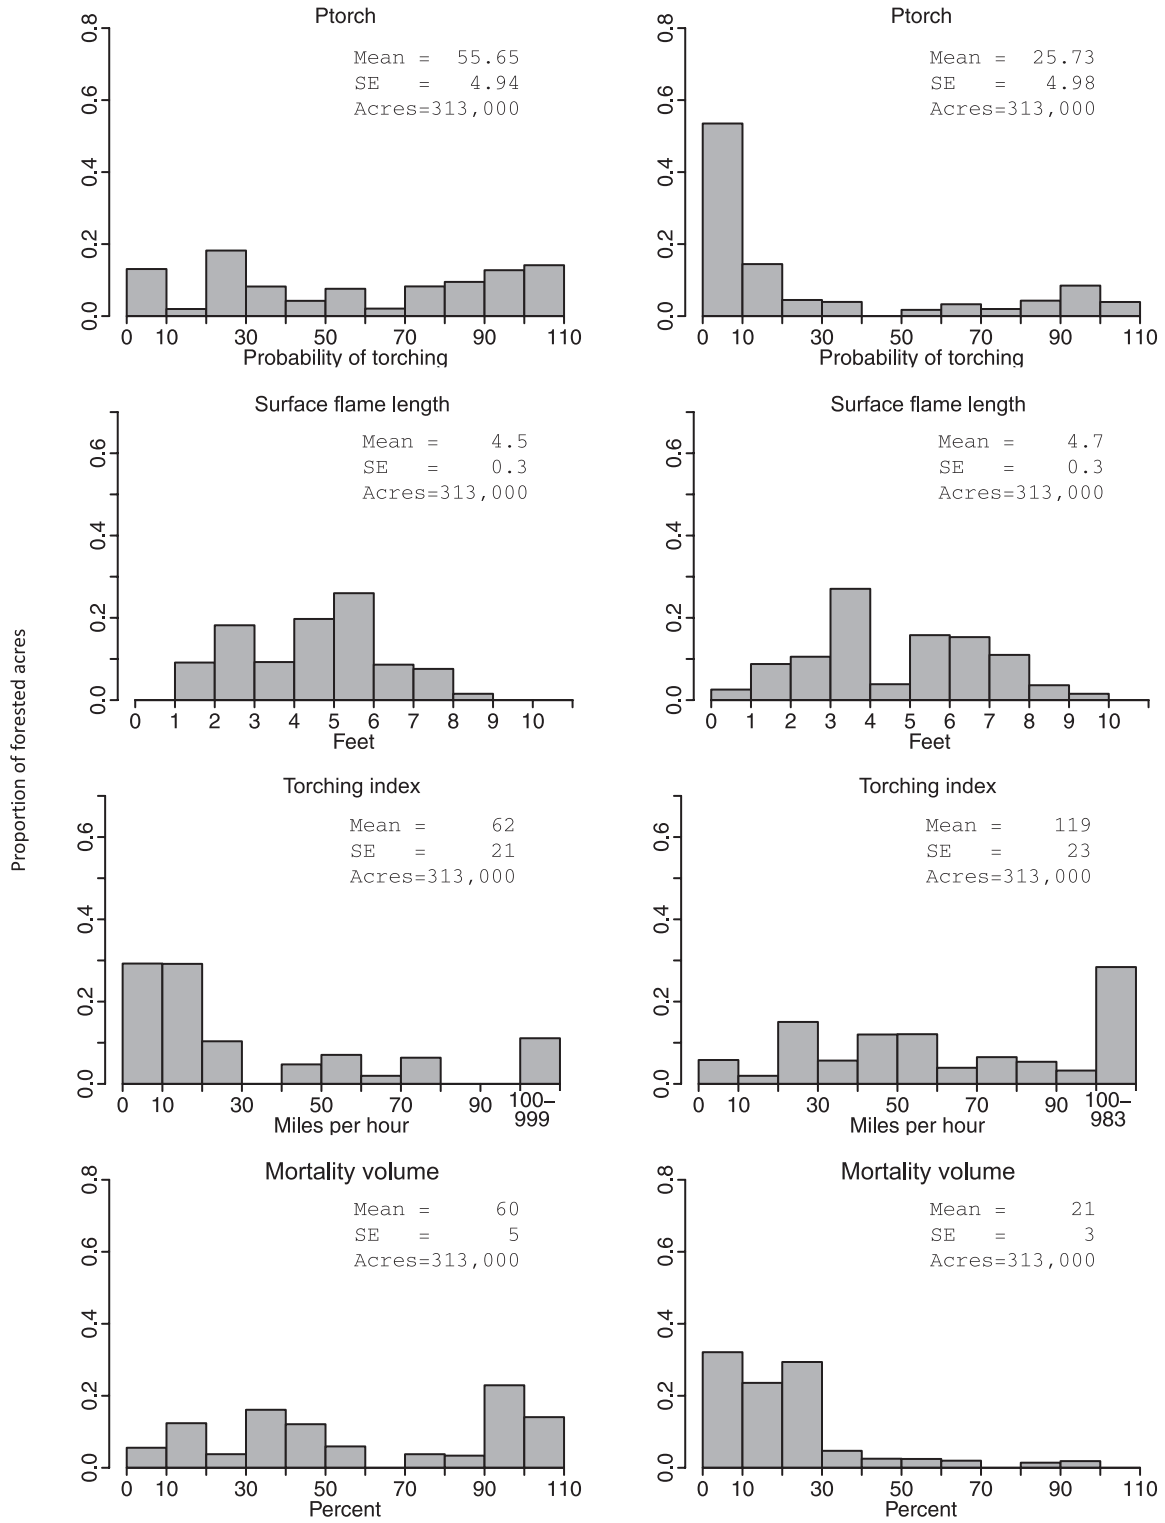 Proportion of forested acres
Ptorch
Mean = 55.65
SE = 4.94
Acres=313,000
0.8
0.6
0.4
0.2
0.0
0 10 30 50 70 90 110
Probability of torching
Ptorch
Mean = 25.73
SE = 4.98
Acres=313,000
0.8
0.6
0.4
0.2
0.0
0 10 30 50 70 90 110
Probability of torching
Surface flame length
Mean = 4.5
SE = 0.3
Acres=313,000
0.6
0.4
0.2
0.0
0 1 2 3 4 5 6 7 8 9 10
Feet
Surface flame length
Mean = 4.7
SE = 0.3
Acres=313,000
0.6
0.4
0.2
0.0
0 1 2 3 4 5 6 7 8 9 10
Feet
Torching index
Mean = 62
SE = 21
Acres=313,000
0.6
0.4
0.2
0.0
0 10 30 50 70 90 100–
999
Miles per hour
Torching index
Mean = 119
SE = 23
Acres=313,000
0.6
0.4
0.2
0.0
0 10 30 50 70 90 100–
983
Miles per hour
Mortality volume
Mean = 60
SE = 5
Acres=313,000
0.8
0.6
0.4
0.2
0.0
0 10 30 50 70 90 110
Percent
Mortality volume
Mean = 21
SE = 3
Acres=313,000
0.8
0.6
0.4
0.2
0.0
0 10 30 50 70 90 110
Percent